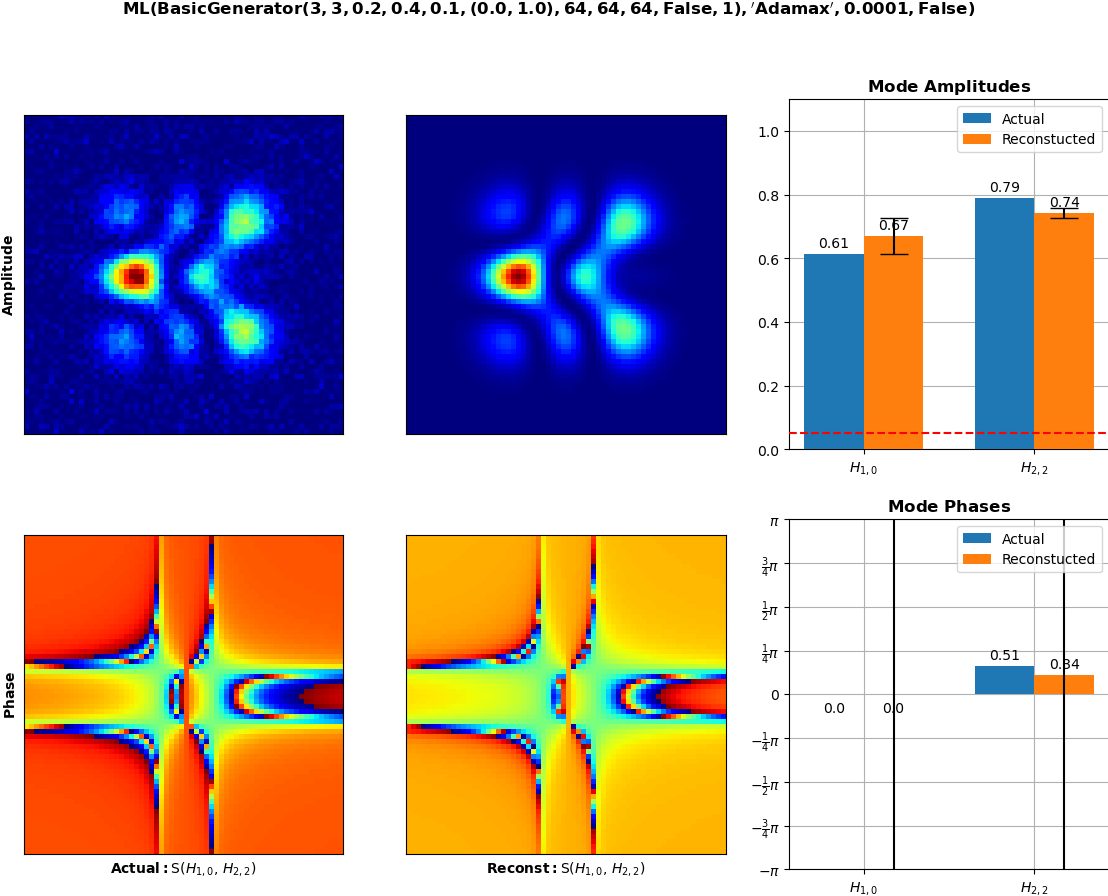 ML(BasicGenerator(3, 3, 0.2, 0.4, 0.1, (0.0, 1.0), 64, 64, 64, False, 1), 'Adamax', 0.0001, False)
Amplitude
Mode Amplitudes
Actual
Reconstucted
1.0
0.8
0.6
0.4
0.2
0.0
0.61
0.67
0.79
0.74
H1,0
H2,2
Phase
Actual: S(H1,0, H2,2)
Reconst: S(H1,0, H2,2)
Mode Phases
Actual
Reconstucted
π
3/4π
1/2π
1/4π
0
−1/4π
−1/2π
−3/4π
−π
0.0
0.0
0.51
0.34
H1,0
H2,2